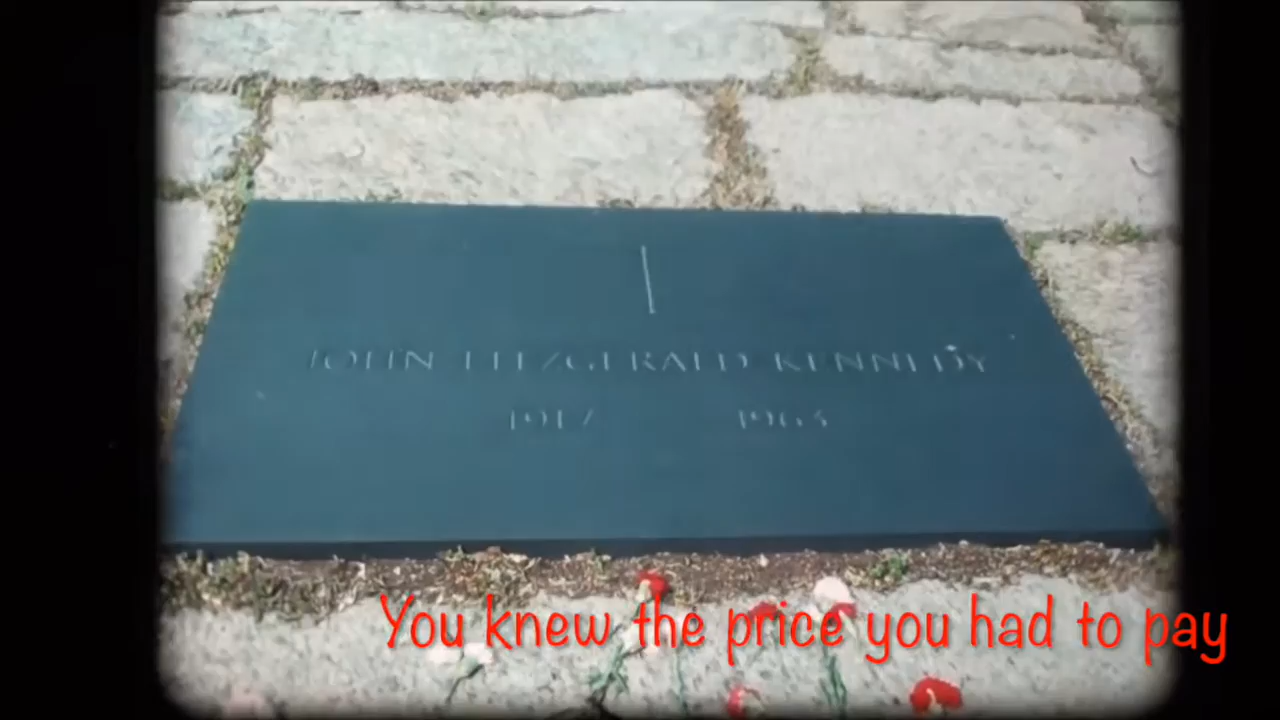 JOHN FITZGERALD KENNEDY
1917 1963
You knew the price you had to pay